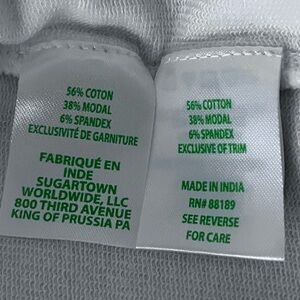 56% COTTON
38% MODAL
6% SPANDEX
EXCLUSIVITÉ DE GARNITURE
FABRIQUÉ EN
INDE
SUGARTOWN
WORLDWIDE, LLC
800 THIRD AVENUE
KING OF PRUSSIA PA
56% COTTON
38% MODAL
6% SPANDEX
EXCLUSIVE OF TRIM
MADE IN INDIA
RN# 88189
SEE REVERSE
FOR CARE